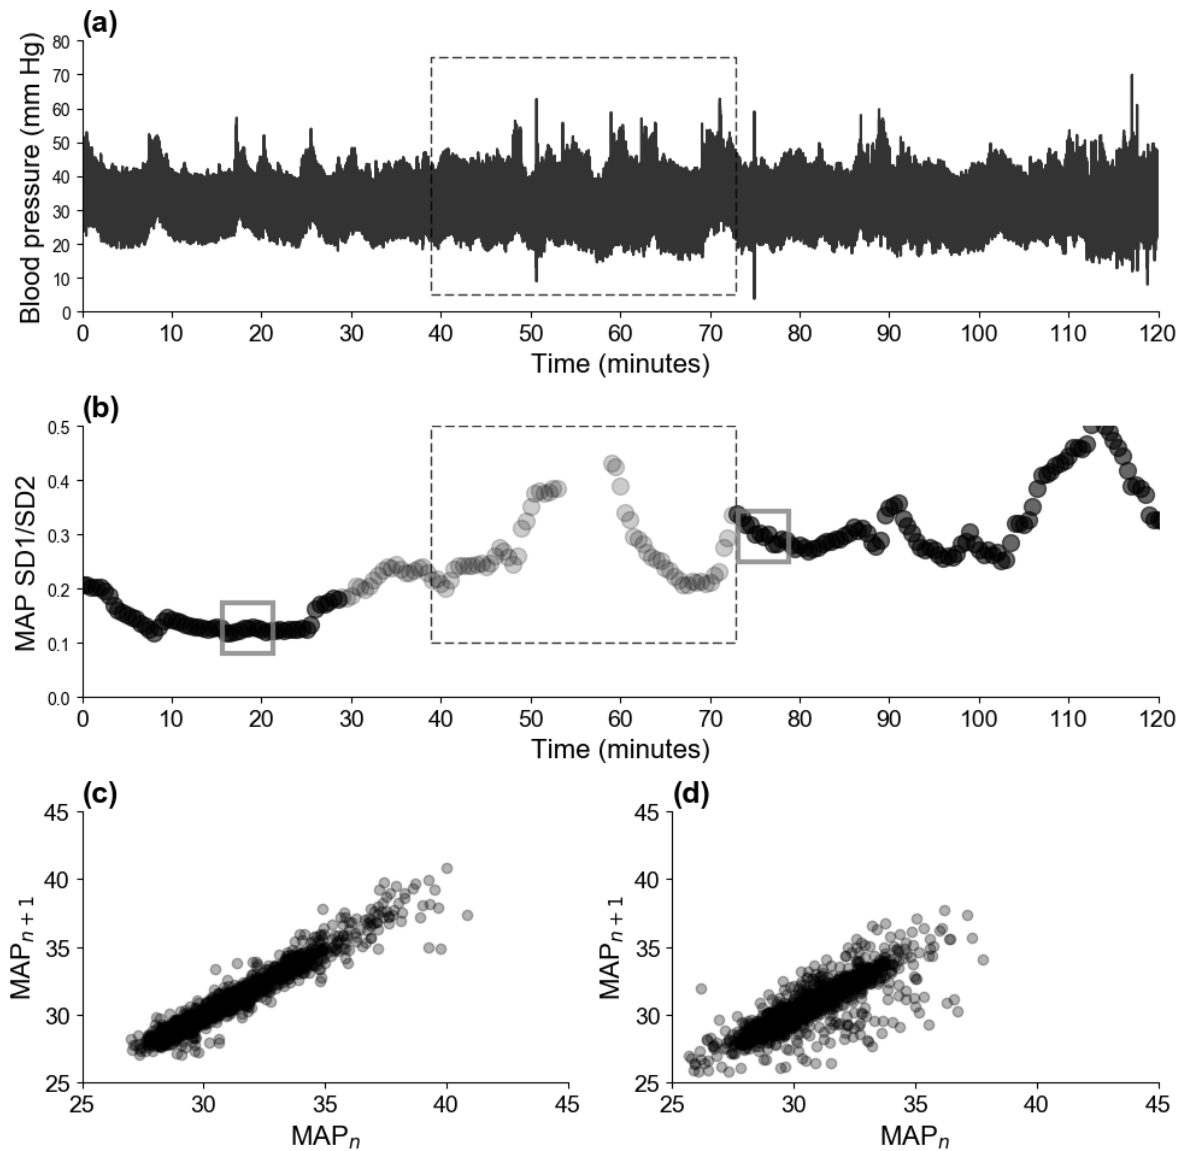 (a)
Blood pressure (mm Hg)
80
70
60
50
40
30
20
10
0
0 10 20 30 40 50 60 70 80 90 100 110 120
Time (minutes)
(b)
MAP SD1/SD2
0.5
0.4
0.3
0.2
0.1
0.0
0 10 20 30 40 50 60 70 80 90 100 110 120
Time (minutes)
(c)
MAPn+1
45
40
35
30
25
25 30 35 40 45
MAPn
(d)
MAPn+1
45
40
35
30
25
25 30 35 40 45
MAPn